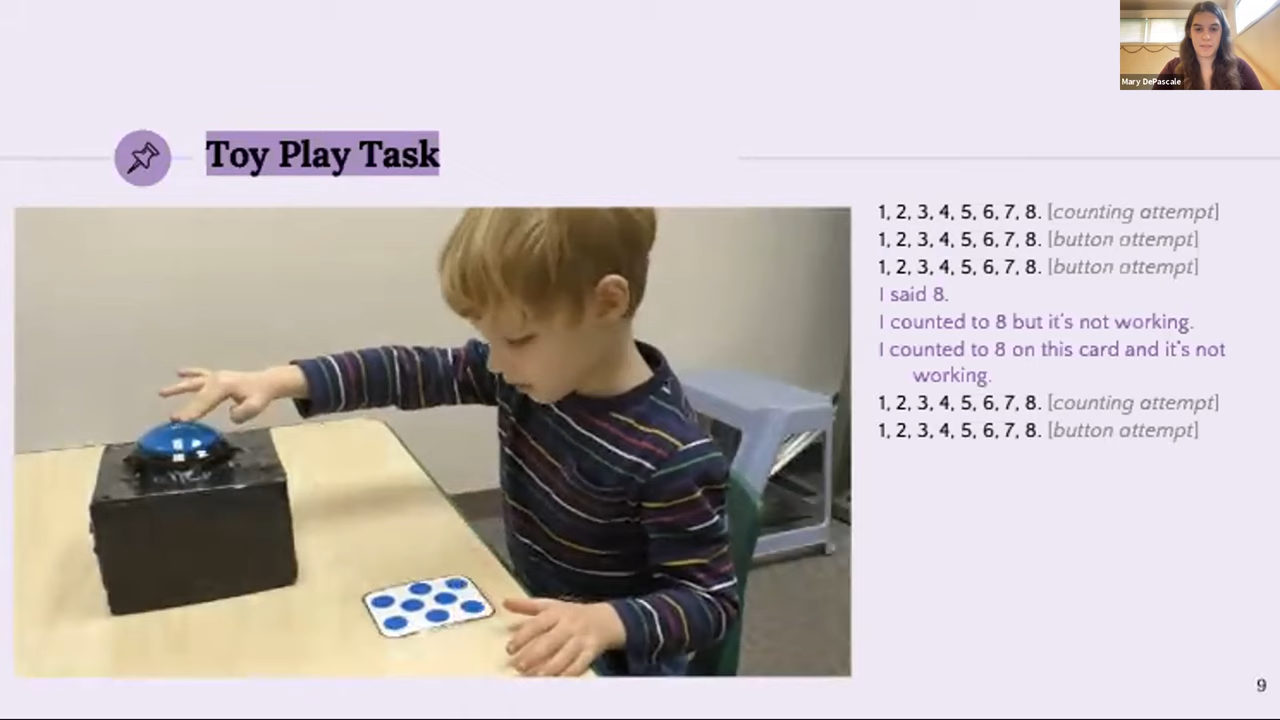 Mary DePascale
Toy Play Task
1, 2, 3, 4, 5, 6, 7, 8. [counting attempt]
1, 2, 3, 4, 5, 6, 7, 8. [button attempt]
1, 2, 3, 4, 5, 6, 7, 8. [button attempt]
I said 8.
I counted to 8 but it's not working.
I counted to 8 on this card and it's not
working.
1, 2, 3, 4, 5, 6, 7, 8. [counting attempt]
1, 2, 3, 4, 5, 6, 7, 8. [button attempt]
9